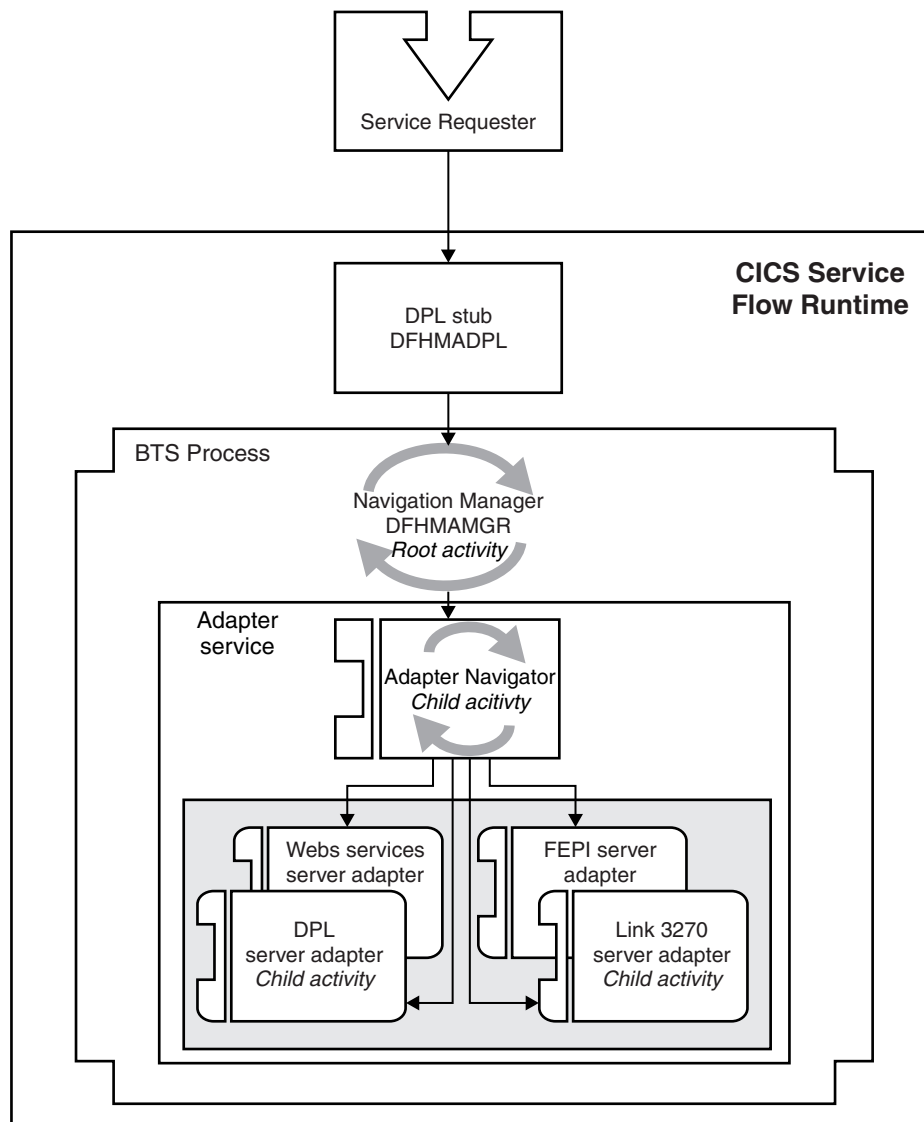 Service Requester
CICS Service
Flow Runtime
DPL stub
DFHMADPL
BTS Process
Navigation Manager
DFHMAMGR
Root activity
Adapter
service
Adapter Navigator
Child acitivty
Webs services
server adapter
FEPI server
adapter
DPL
server adapter
Child activity
Link 3270
server adapter
Child activity